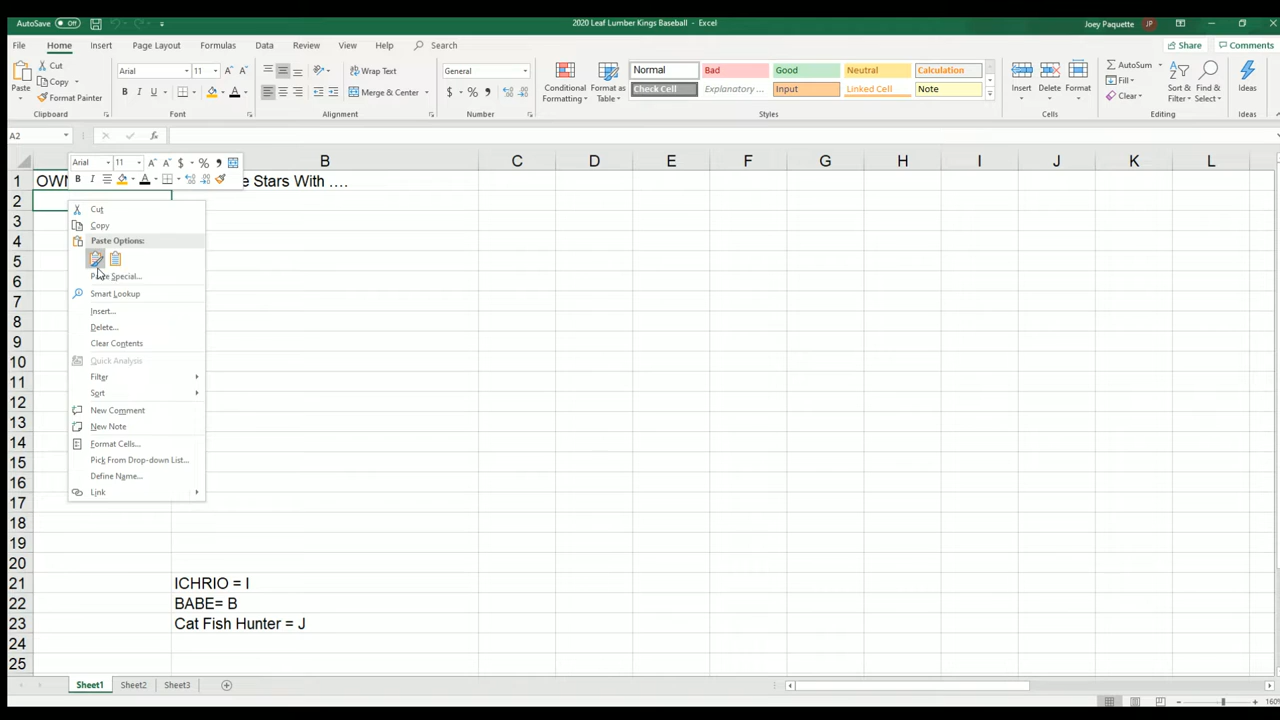 AutoSave Off
2020 Leaf Lumber Kings Baseball - Excel
Joey Paquette JP
File Home Insert Page Layout Formulas Data Review View Help Search Share Comments
Paste Cut Copy Format Painter Clipboard
Arial 11 B I U A Font
Wrap Text Merge & Center Alignment
General $ % , Number
Conditional Formatting Format as Table
Normal Bad Good Neutral Calculation
Check Cell Explanatory ... Input Linked Cell Note
Styles
Insert Delete Format Cells
AutoSum Fill Clear Sort & Filter Find & Select Editing
Ideas Ideas
A2 fx
Arial 11 A A $ % ,
B I A
B C D E F G H I J K L
1 Stars With ....
2
3
4
5
6
7
8
9
10
11
12
13
14
15
16
17
18
19
20
21 ICHRIO = I
22 BABE= B
23 Cat Fish Hunter = J
24
25
Cut
Copy
Paste Options:
Paste Special...
Smart Lookup
Insert...
Delete...
Clear Contents
Quick Analysis
Filter
Sort
New Comment
New Note
Format Cells...
Pick From Drop-down List...
Define Name...
Link
Sheet1 Sheet2 Sheet3